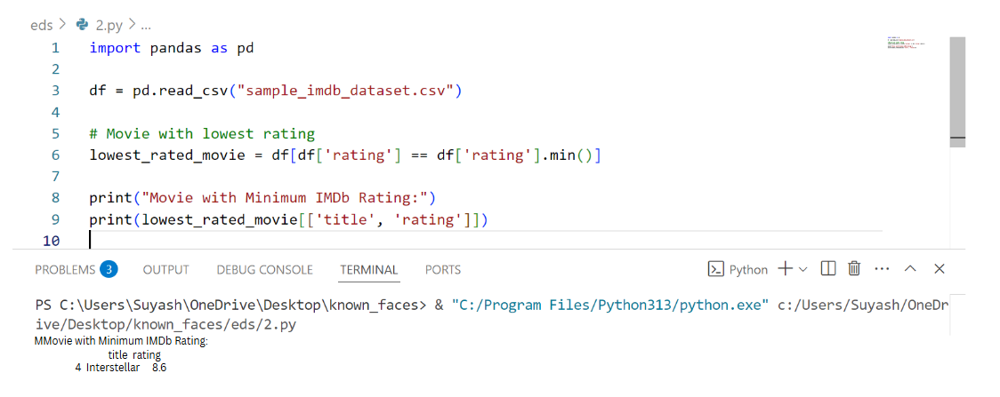 eds > 2.py > ...
1 import pandas as pd
2
3 df = pd.read_csv("sample_imdb_dataset.csv")
4
5 # Movie with lowest rating
6 lowest_rated_movie = df[df['rating'] == df['rating'].min()]
7
8 print("Movie with Minimum IMDb Rating:")
9 print(lowest_rated_movie[['title', 'rating']])
10
PROBLEMS 3 OUTPUT DEBUG CONSOLE TERMINAL PORTS Python
PS C:\Users\Suyash\OneDrive\Desktop\known_faces> & "C:/Program Files/Python313/python.exe" c:/Users/Suyash/OneDr
ive/Desktop/known_faces/eds/2.py
MMovie with Minimum IMDb Rating:
title rating
4 Interstellar 8.6